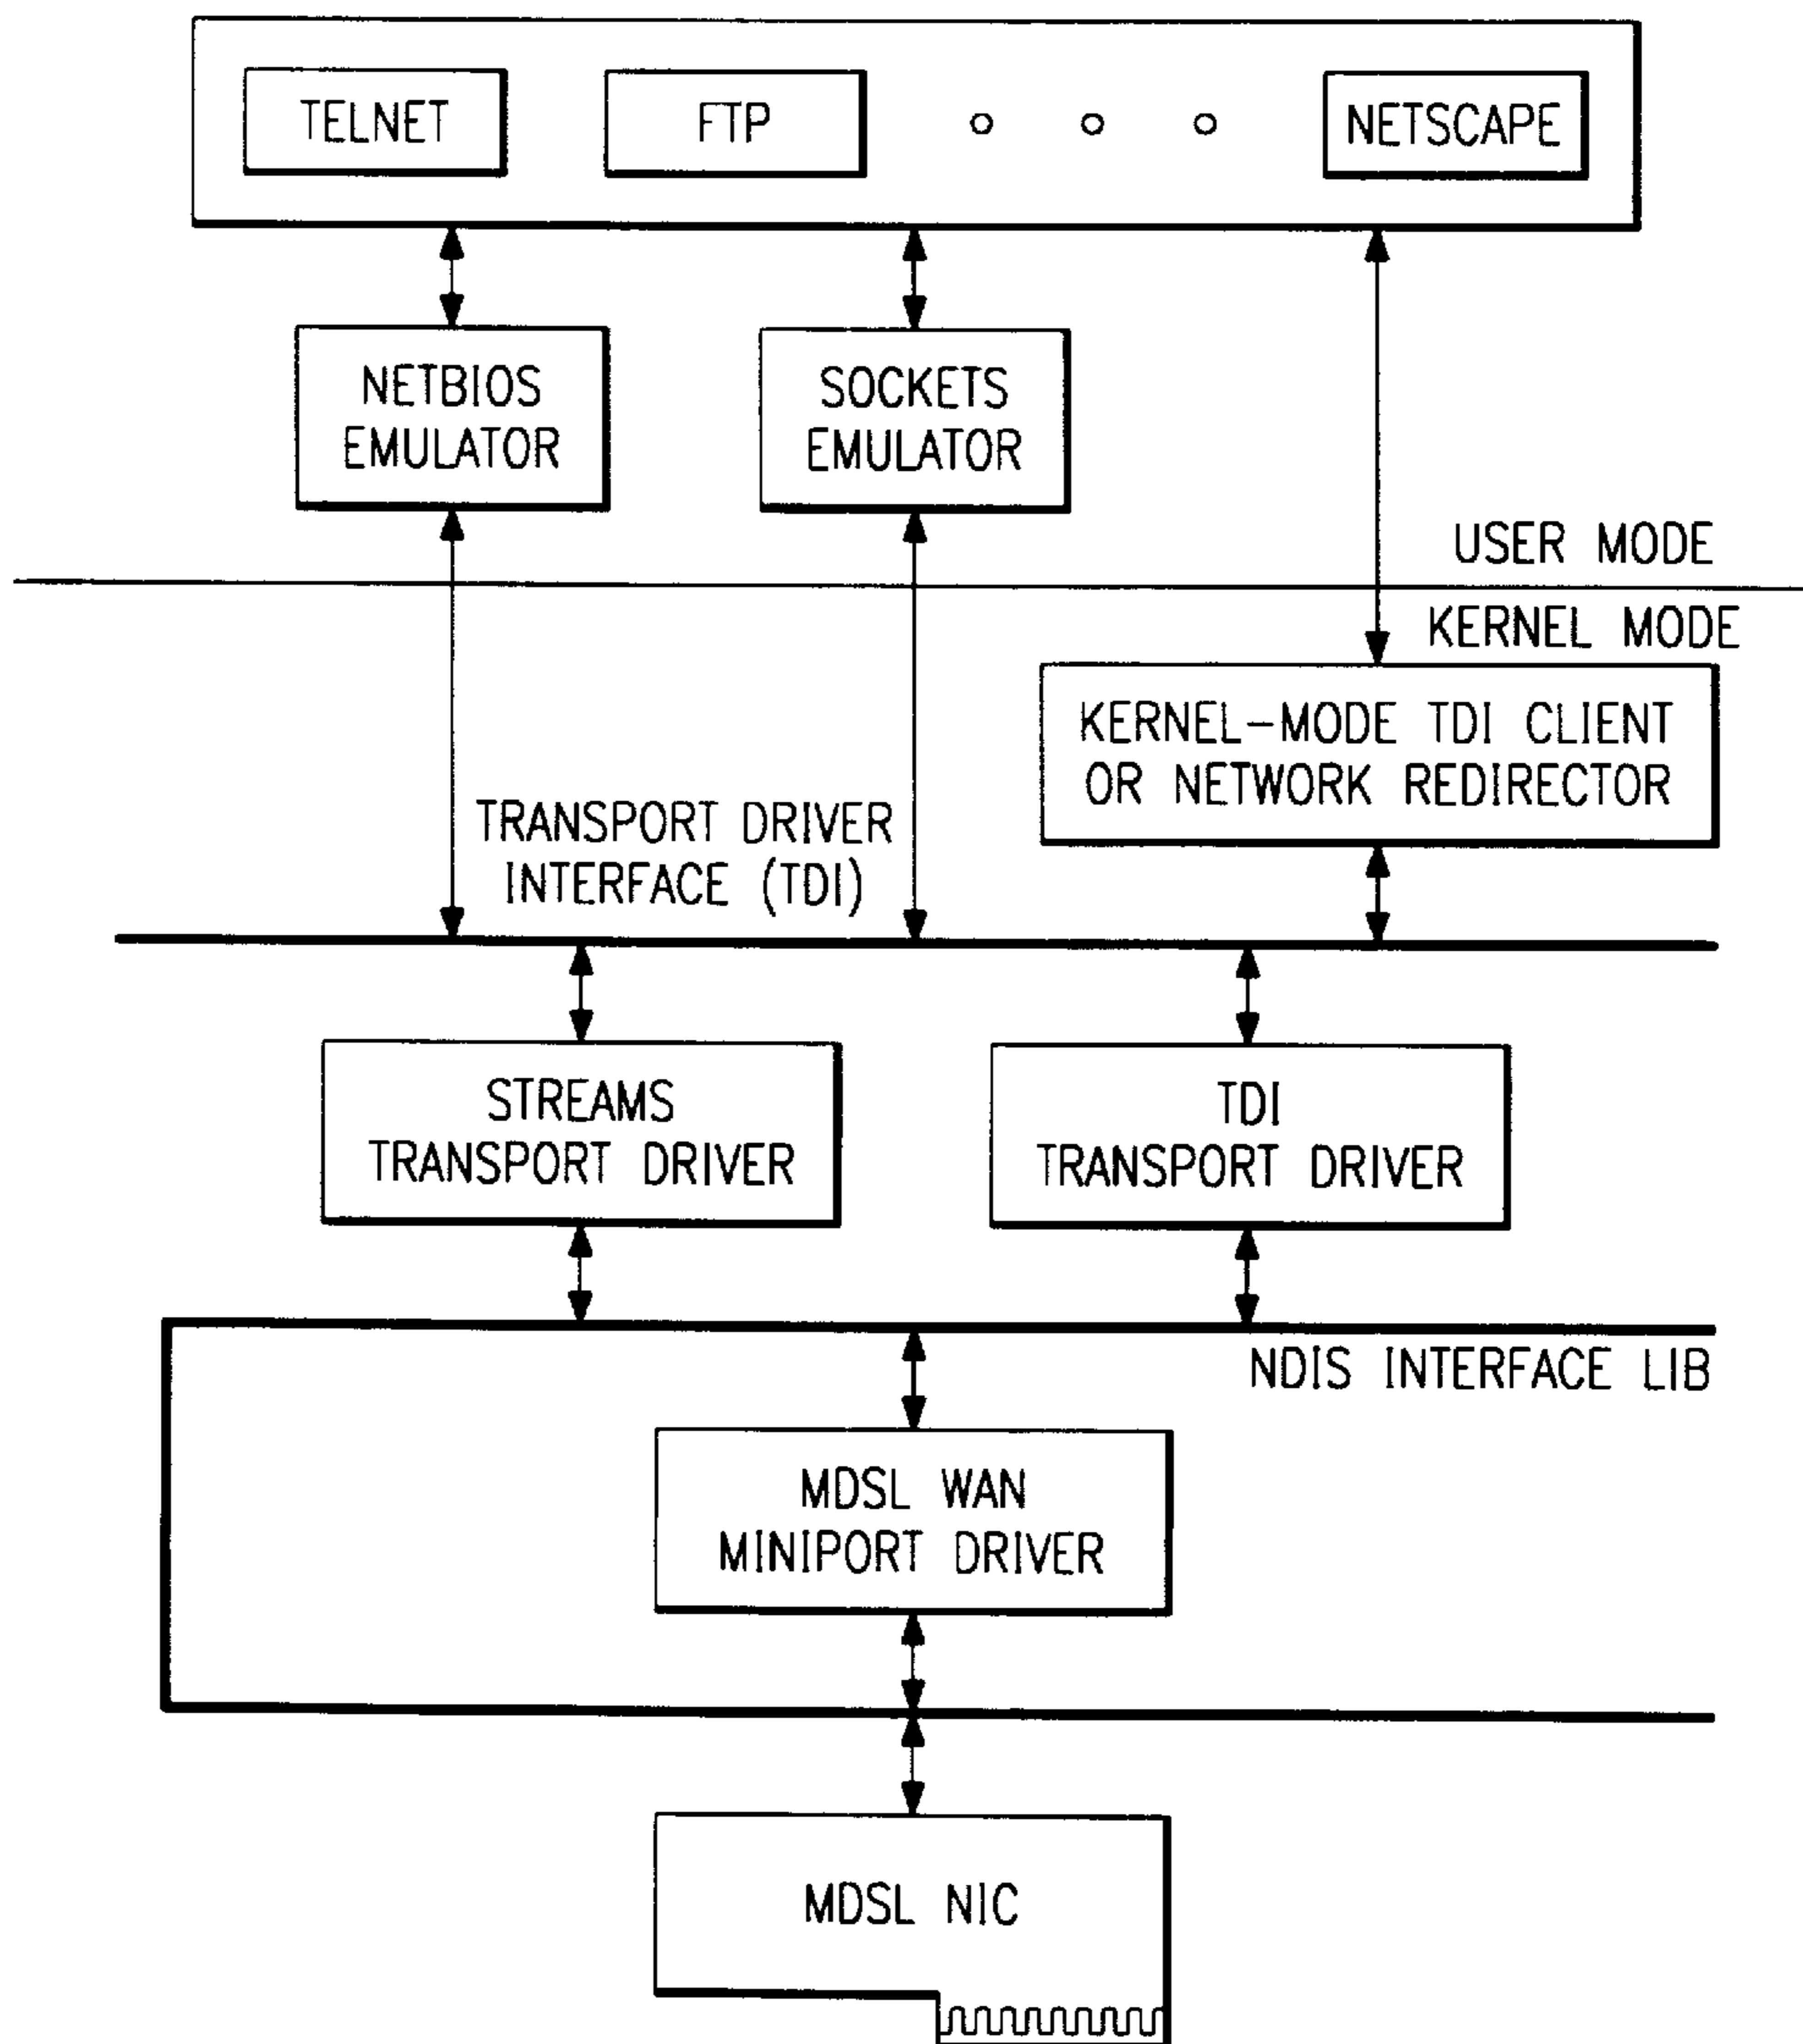 TELNET
FTP
NETSCAPE
NETBIOS
EMULATOR
SOCKETS
EMULATOR
USER MODE
KERNEL MODE
KERNEL-MODE TDI CLIENT
OR NETWORK REDIRECTOR
TRANSPORT DRIVER
INTERFACE (TDI)
STREAMS
TRANSPORT DRIVER
TDI
TRANSPORT DRIVER
NDIS INTERFACE LIB
MDSL WAN
MINIPORT DRIVER
MDSL NIC